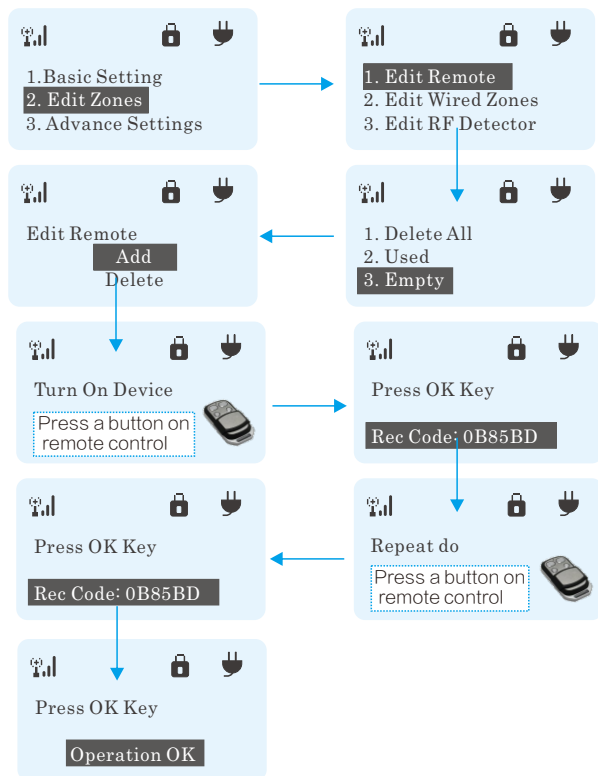 1.Basic Setting
2. Edit Zones
3. Advance Settings
1. Edit Remote
2. Edit Wired Zones
3. Edit RF Detector
1. Delete All
2. Used
3. Empty
Edit Remote
Add
Delete
Turn On Device
Press a button on
remote control
Press OK Key
Rec Code: 0B85BD
Repeat do
Press a button on
remote control
Press OK Key
Rec Code: 0B85BD
Press OK Key
Operation OK